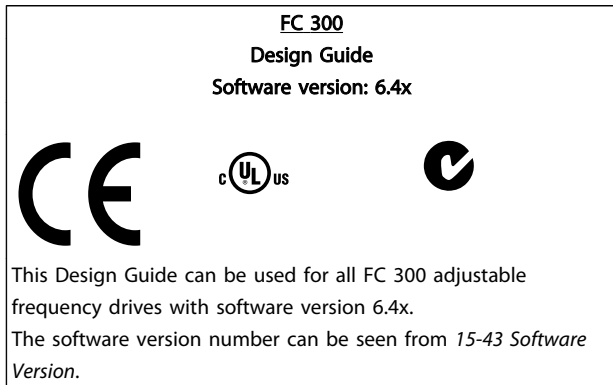 FC 300
Design Guide
Software version: 6.4x
CE
c UL® US
This Design Guide can be used for all FC 300 adjustable
frequency drives with software version 6.4x.
The software version number can be seen from 15-43 Software
Version.